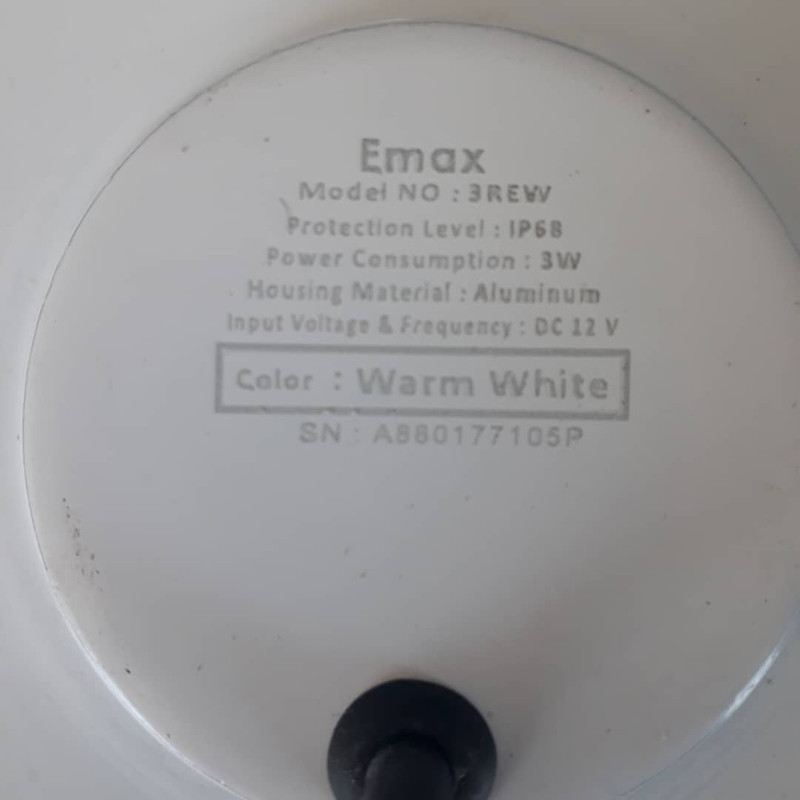 Emax
Model NO : 3REW
Protection Level : IP68
Power Consumption : 3W
Housing Material : Aluminum
Input Voltage & Frequency : DC 12 V
Color : Warm White
SN : A880177105P